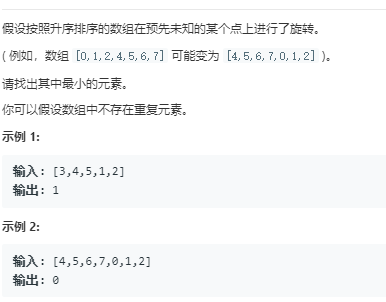 假设按照升序排序的数组在预先未知的某个点上进行了旋转。
( 例如，数组 [0,1,2,4,5,6,7] 可能变为 [4,5,6,7,0,1,2] )。
请找出其中最小的元素。
你可以假设数组中不存在重复元素。
示例 1:
输入: [3,4,5,1,2]
输出: 1
示例 2:
输入: [4,5,6,7,0,1,2]
输出: 0